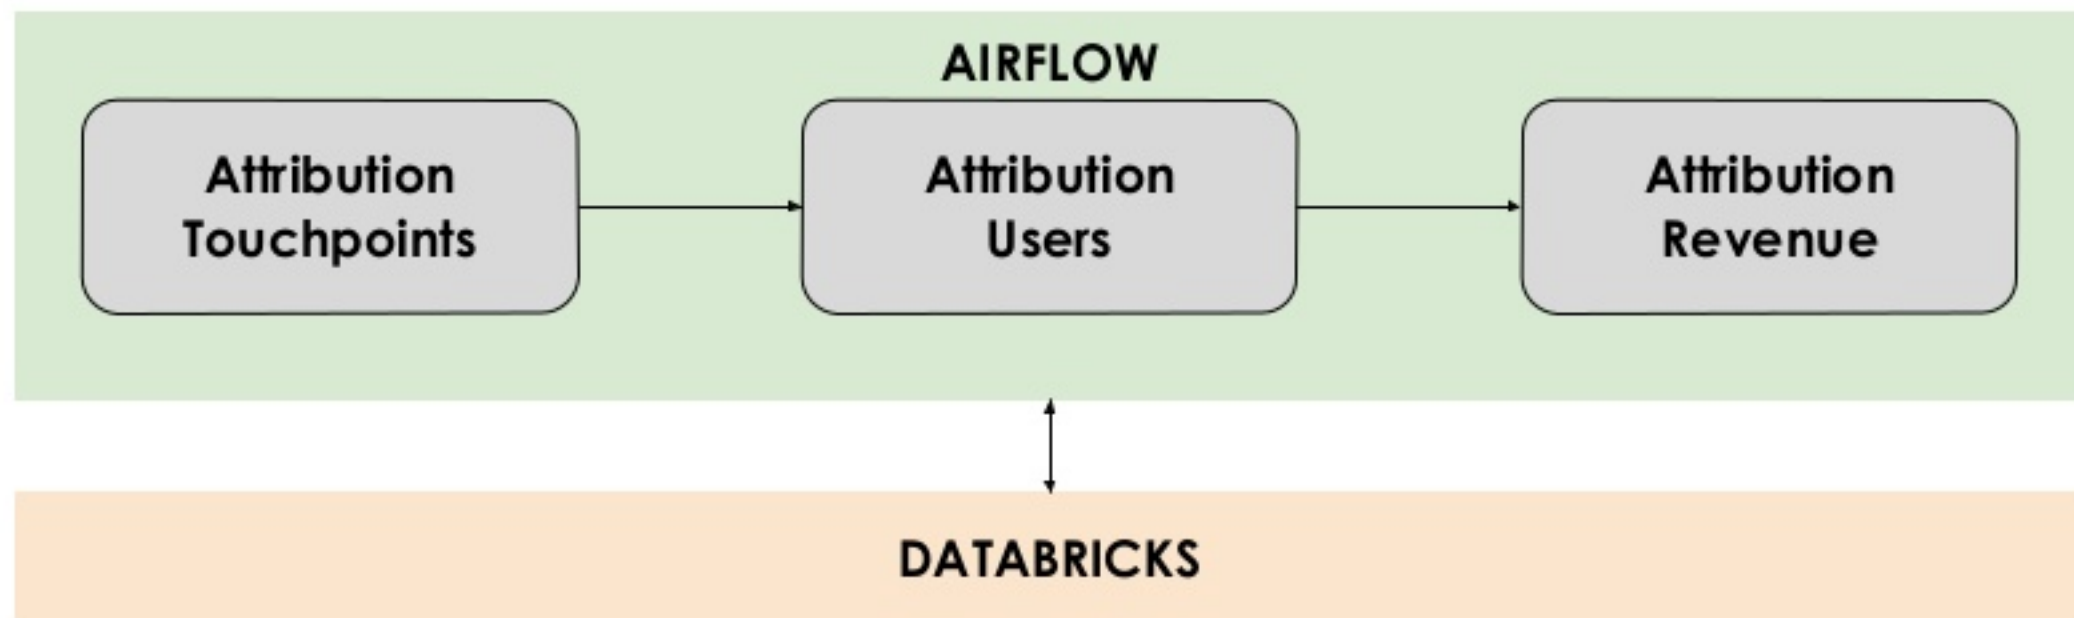 AIRFLOW
Attribution
Touchpoints
Attribution
Users
Attribution
Revenue
DATABRICKS